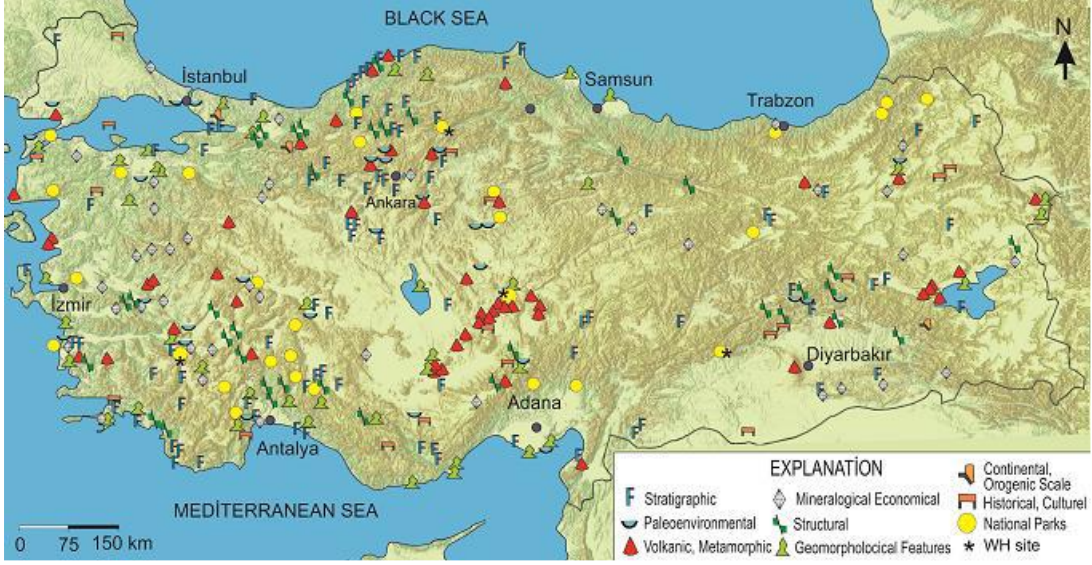 BLACK SEA
N
İstanbul
Samsun
Trabzon
Ankara
İzmir
Diyarbakır
Adana
Antalya
MEDİTERRANEAN SEA
0 75 150 km
EXPLANATİON
F Stratigraphic
Paleoenvironmental
Volkanic, Metamorphic
Mineralogical Economical
Structural
Geomorpholocical Features
Continental,
Orogenic Scale
Historical, Culturel
National Parks
* WH site